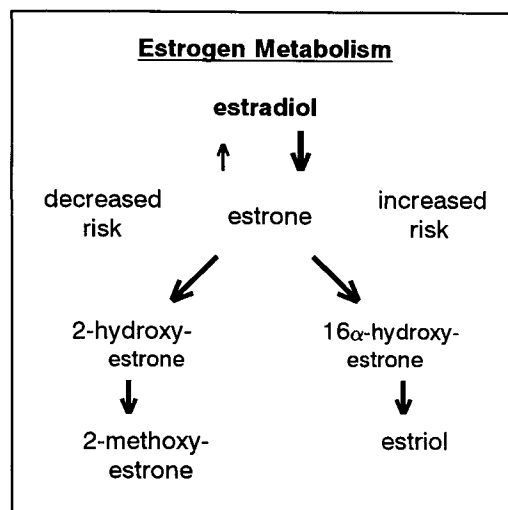 Estrogen Metabolism
estradiol
decreased
risk
estrone
increased
risk
2-hydroxy-
estrone
16α-hydroxy-
estrone
2-methoxy-
estrone
estriol